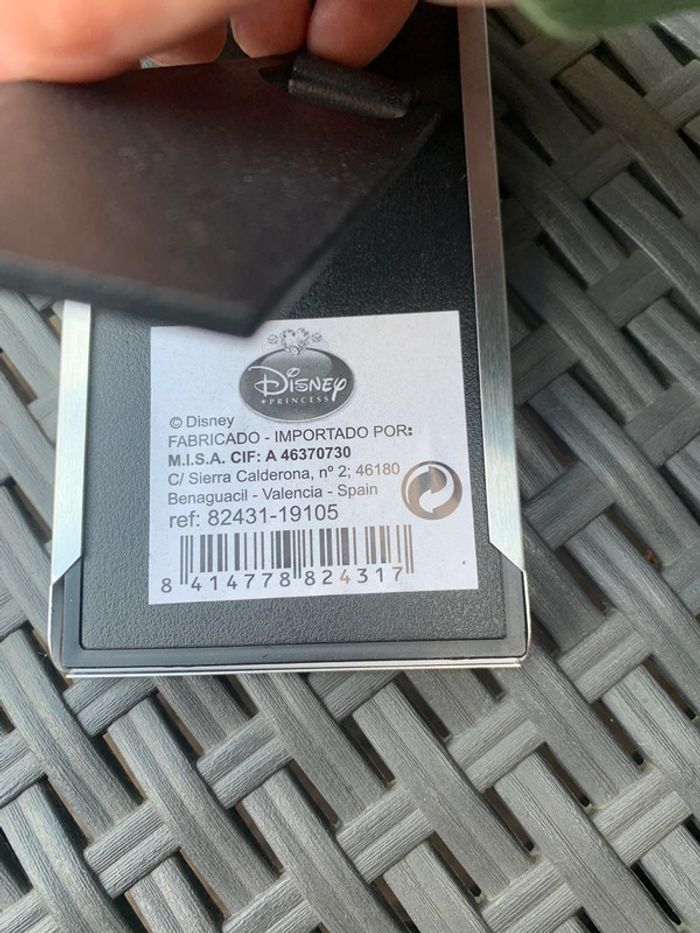 Disney
PRINCESS
© Disney
FABRICADO - IMPORTADO POR:
M.I.S.A. CIF: A 46370730
C/ Sierra Calderona, nº 2; 46180
Benaguacil - Valencia - Spain
ref: 82431-19105
8 414778 824317